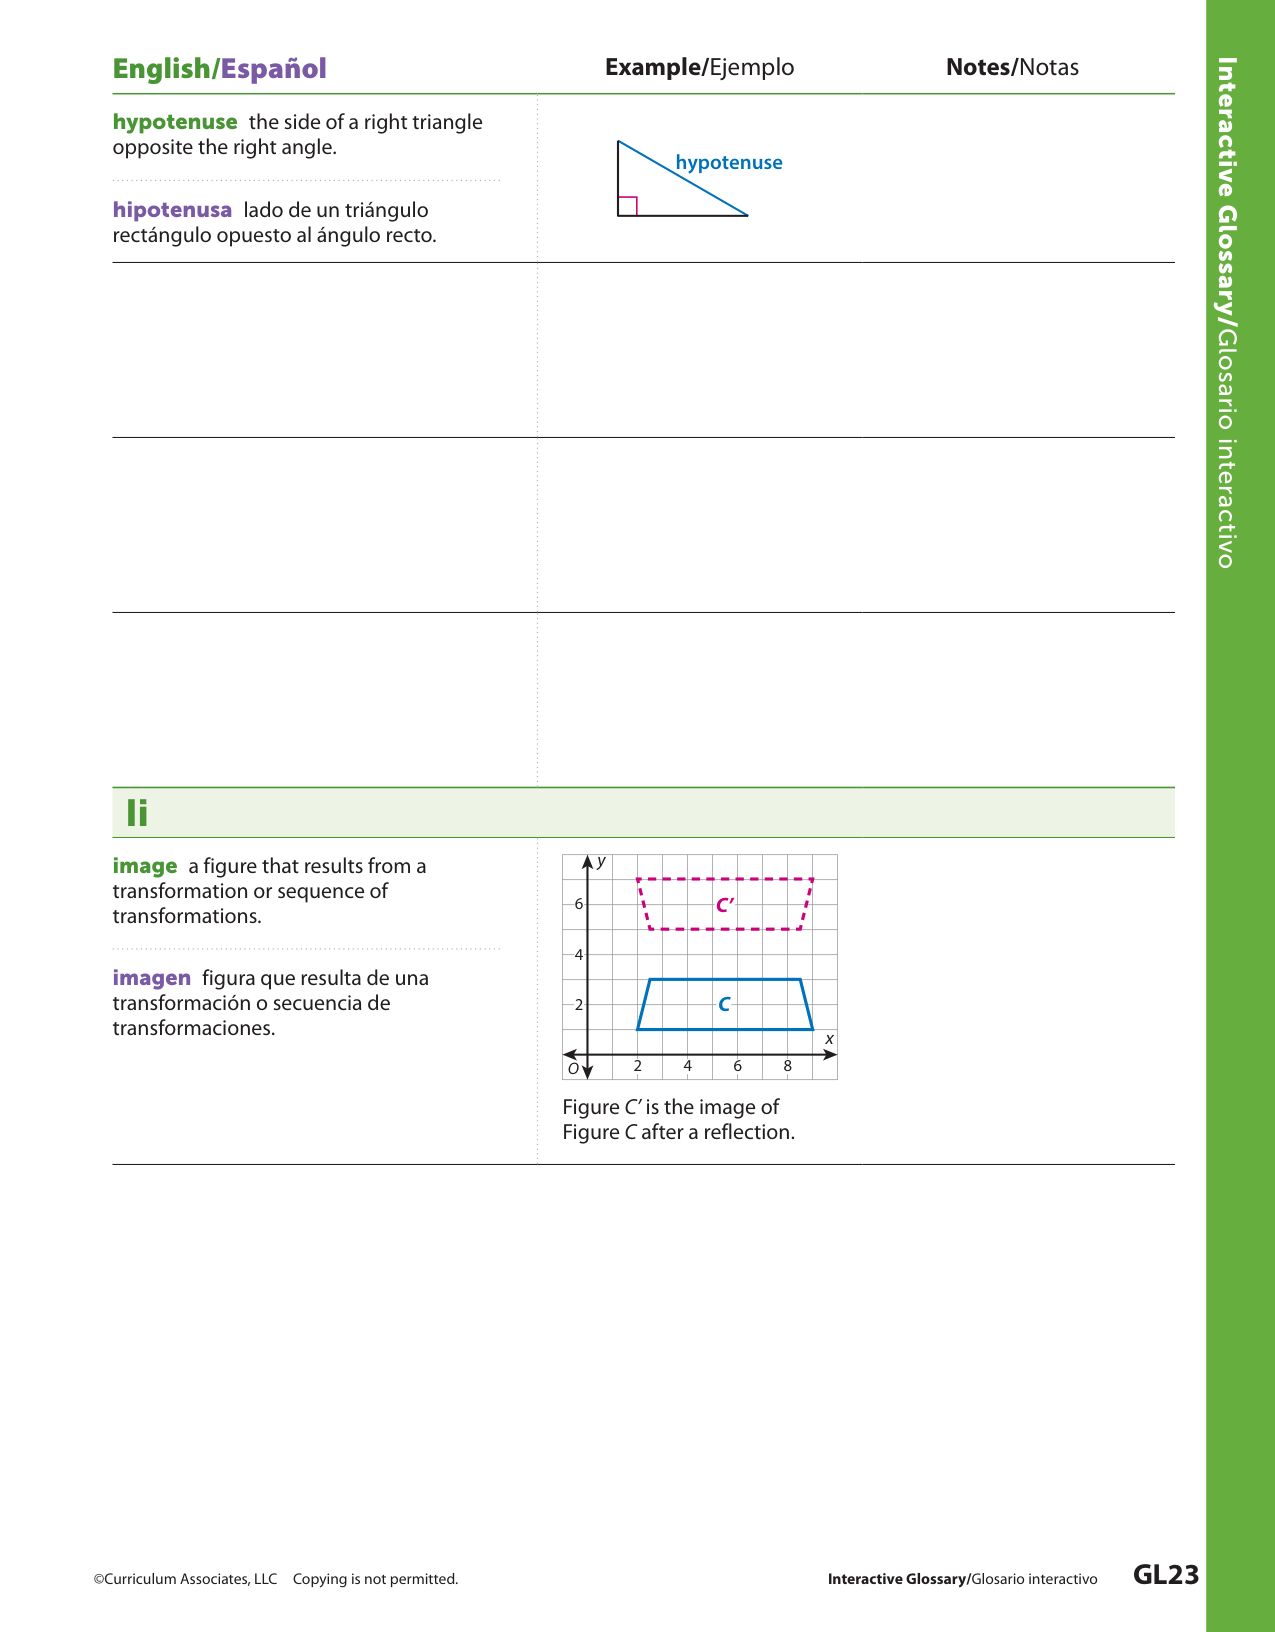 English/Español
Example/Ejemplo
Notes/Notas
hypotenuse the side of a right triangle
opposite the right angle.
hipotenusa lado de un triángulo
rectángulo opuesto al ángulo recto.
hypotenuse
Ii
image a figure that results from a
transformation or sequence of
transformations.
imagen figura que resulta de una
transformación o secuencia de
transformaciones.
y
6
C′
4
2
C
x
O
2 4 6 8
Figure C′ is the image of
Figure C after a reflection.
Interactive Glossary/Glosario interactivo
©Curriculum Associates, LLC Copying is not permitted.
Interactive Glossary/Glosario interactivo
GL23